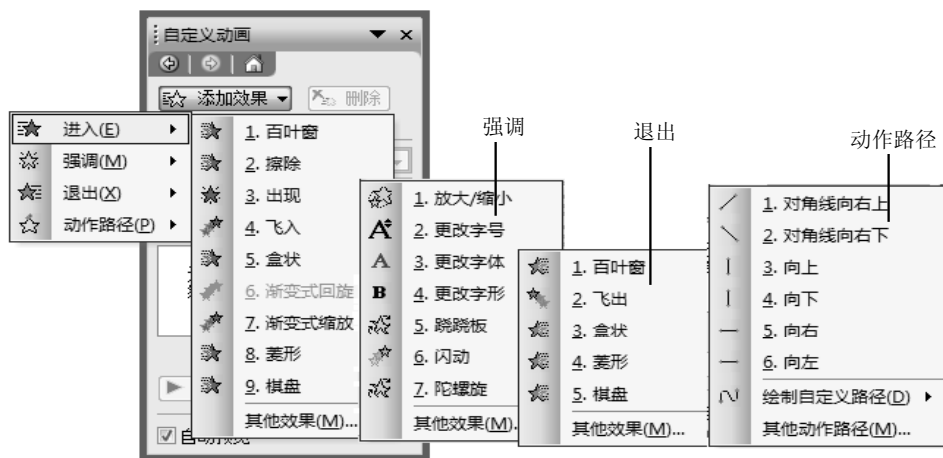 自定义动画
添加效果 删除
进入(E)
强调(M)
退出(X)
动作路径(P)
1. 百叶窗
2. 擦除
3. 出现
4. 飞入
5. 盒状
6. 渐变式回旋
7. 渐变式缩放
8. 菱形
9. 棋盘
其他效果(M)...
强调
1. 放大/缩小
2. 更改字号
3. 更改字体
4. 更改字形
5. 跷跷板
6. 闪动
7. 陀螺旋
其他效果(M).
退出
1. 百叶窗
2. 飞出
3. 盒状
4. 菱形
5. 棋盘
其他效果(M)...
动作路径
1. 对角线向右上
2. 对角线向右下
3. 向上
4. 向下
5. 向右
6. 向左
绘制自定义路径(D)
其他动作路径(M)...
自